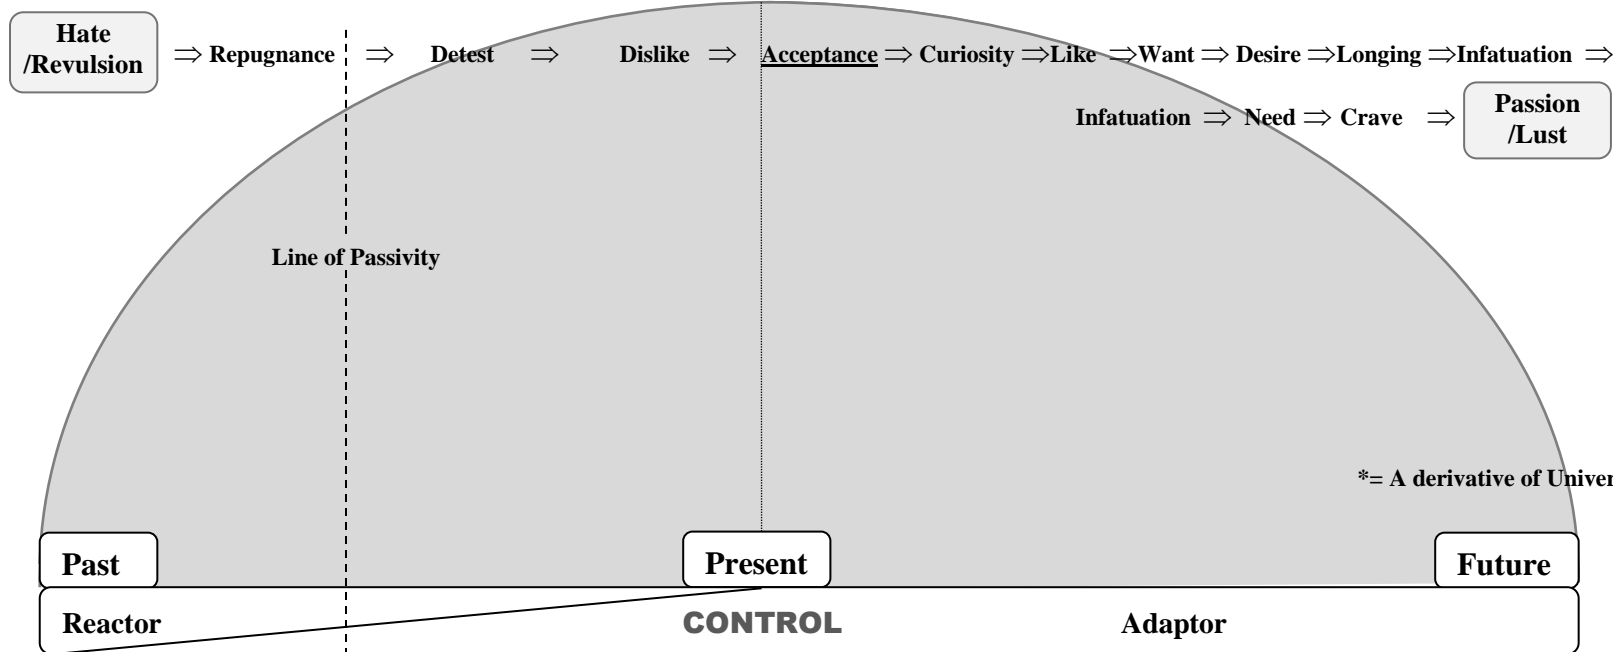 Hate
/Revulsion
⇒ Repugnance ⇒ Detest ⇒ Dislike ⇒ Acceptance ⇒ Curiosity ⇒ Like ⇒ Want ⇒ Desire ⇒ Longing ⇒ Infatuation ⇒
Infatuation ⇒ Need ⇒ Crave ⇒
Passion
/Lust
Line of Passivity
*= A derivative of
Past
Present
Future
Reactor
CONTROL
Adaptor